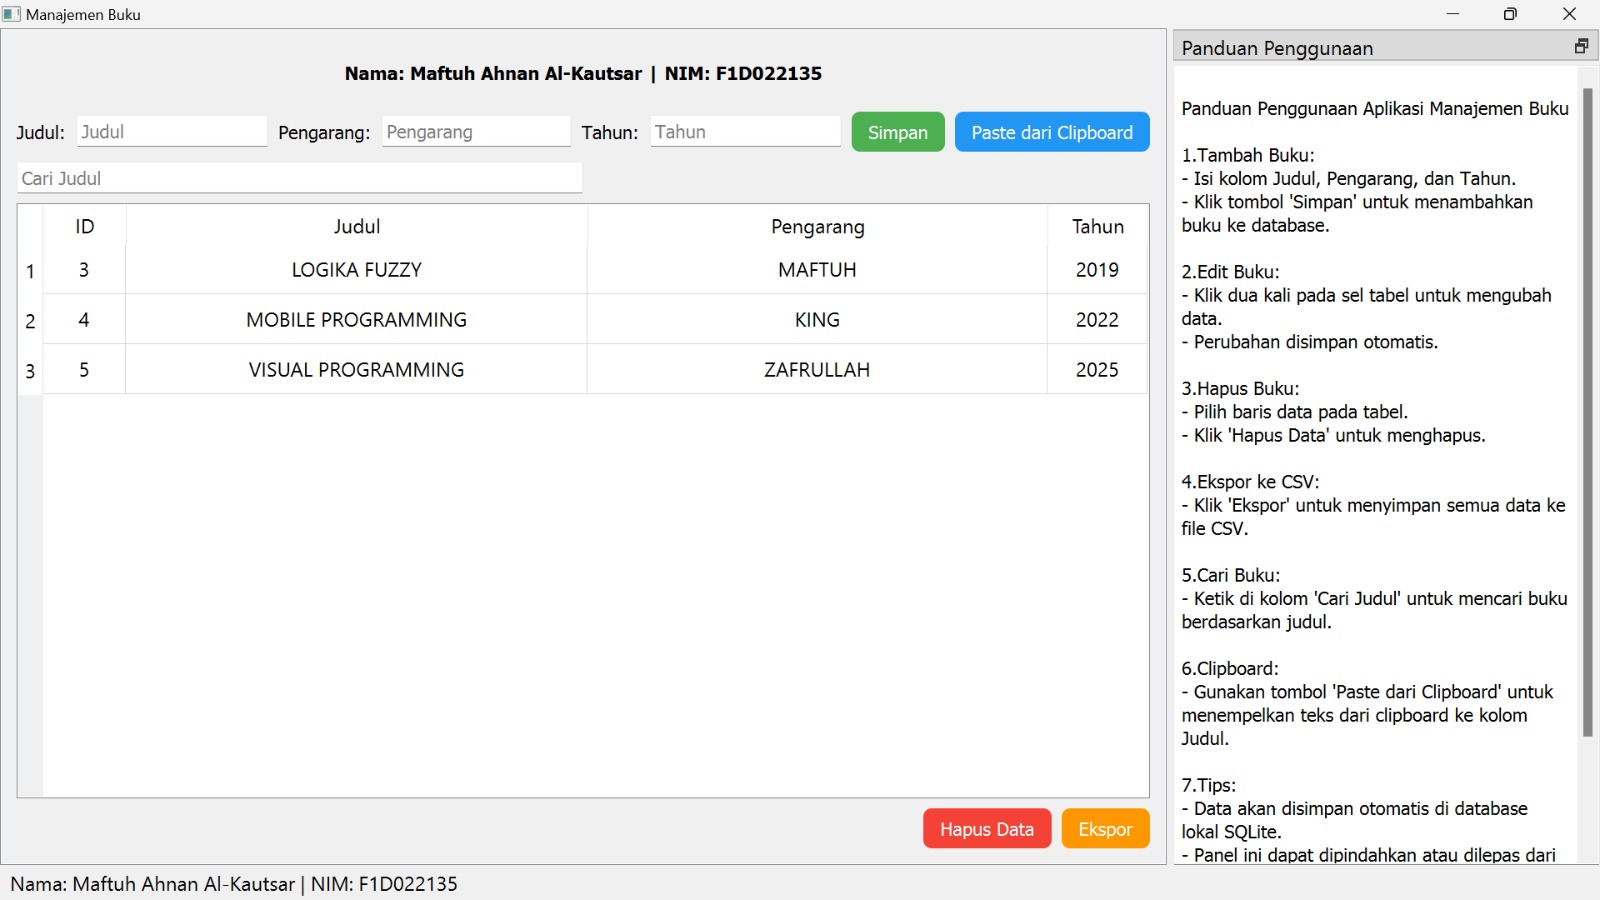 Manajemen Buku
Nama: Maftuh Ahnan Al-Kautsar | NIM: F1D022135
Judul: Judul Pengarang: Pengarang Tahun: Tahun Simpan Paste dari Clipboard
Cari Judul
ID Judul Pengarang Tahun
1 3 LOGIKA FUZZY MAFTUH 2019
2 4 MOBILE PROGRAMMING KING 2022
3 5 VISUAL PROGRAMMING ZAFRULLAH 2025
Hapus Data Ekspor
Panduan Penggunaan
Panduan Penggunaan Aplikasi Manajemen Buku
1.Tambah Buku:
- Isi kolom Judul, Pengarang, dan Tahun.
- Klik tombol 'Simpan' untuk menambahkan
buku ke database.
2.Edit Buku:
- Klik dua kali pada sel tabel untuk mengubah
data.
- Perubahan disimpan otomatis.
3.Hapus Buku:
- Pilih baris data pada tabel.
- Klik 'Hapus Data' untuk menghapus.
4.Ekspor ke CSV:
- Klik 'Ekspor' untuk menyimpan semua data ke
file CSV.
5.Cari Buku:
- Ketik di kolom 'Cari Judul' untuk mencari buku
berdasarkan judul.
6.Clipboard:
- Gunakan tombol 'Paste dari Clipboard' untuk
menempelkan teks dari clipboard ke kolom
Judul.
7.Tips:
- Data akan disimpan otomatis di database
lokal SQLite.
- Panel ini dapat dipindahkan atau dilepas dari
Nama: Maftuh Ahnan Al-Kautsar | NIM: F1D022135